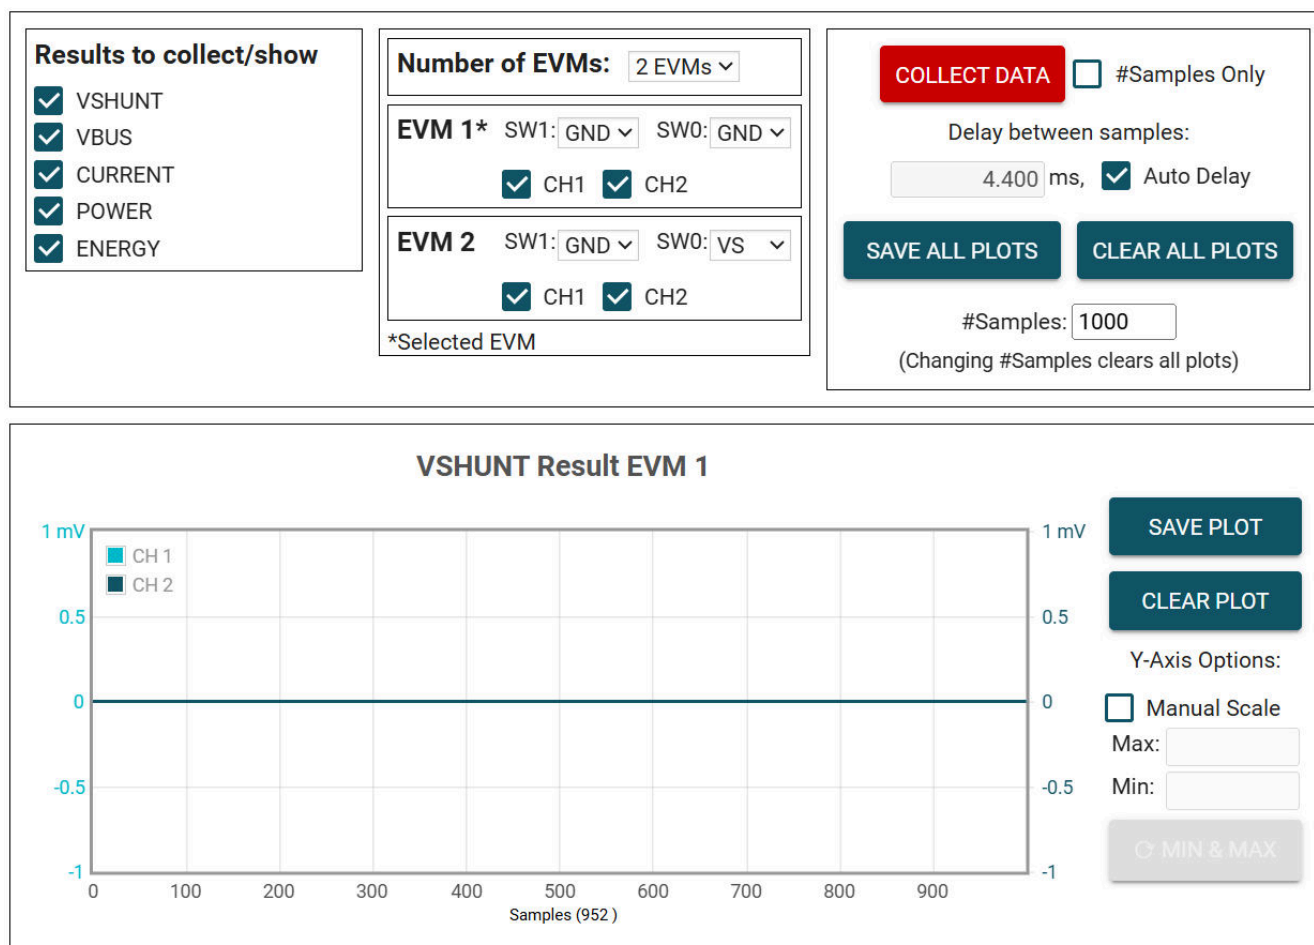 Results to collect/show
VSHUNT
VBUS
CURRENT
POWER
ENERGY
Number of EVMs: 2 EVMs
EVM 1* SW1: GND SW0: GND
CH1 CH2
EVM 2 SW1: GND SW0: VS
CH1 CH2
*Selected EVM
COLLECT DATA #Samples Only
Delay between samples:
4.400 ms, Auto Delay
SAVE ALL PLOTS CLEAR ALL PLOTS
#Samples: 1000
(Changing #Samples clears all plots)
VSHUNT Result EVM 1
1 mV
0.5
0
-0.5
-1
CH 1
CH 2
1 mV
0.5
0
-0.5
-1
0 100 200 300 400 500 600 700 800 900
Samples (952 )
SAVE PLOT
CLEAR PLOT
Y-Axis Options:
Manual Scale
Max:
Min:
MIN & MAX